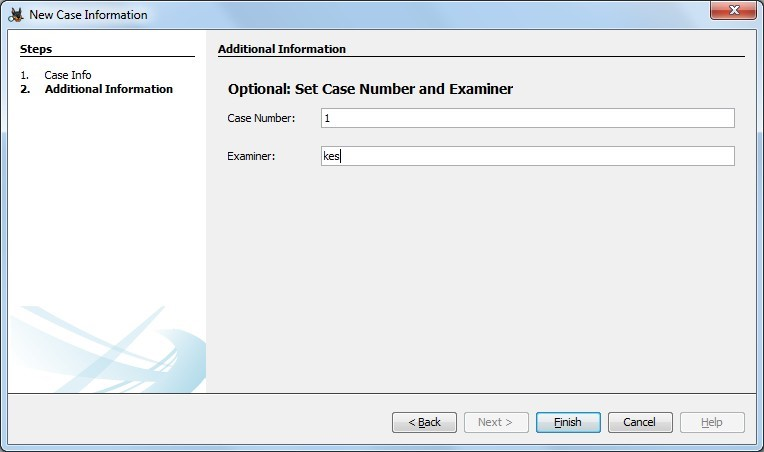 New Case Information
Steps
1. Case Info
2. Additional Information
Additional Information
Optional: Set Case Number and Examiner
Case Number: 1
Examiner: kes
< Back Next > Finish Cancel Help